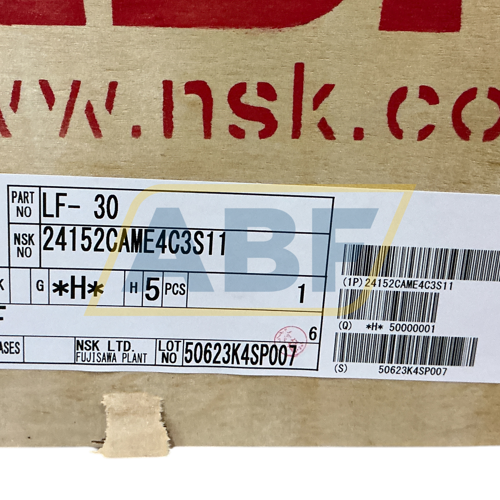 www.nsk.co
PART NO LF- 30
NSK NO 24152CAME4C3S11
K G *H* H 5 PCS 1
F 6
ASES NSK LTD. FUJISAWA PLANT LOT NO 50623K4SP007
(1P)24152CAME4C3S11
(Q) *H* 50000001
(S) 50623K4SP007
ABF